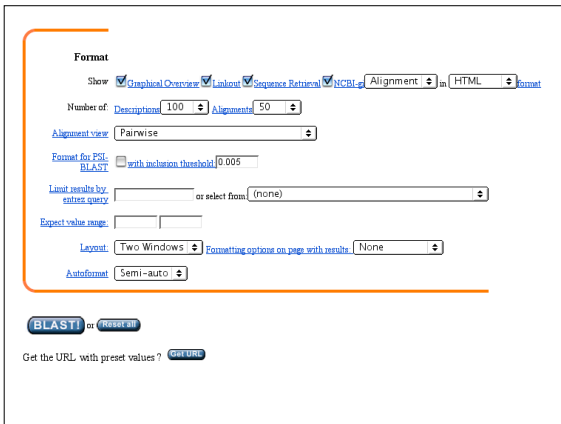 Format
Show Graphical Overview Linkout Sequence Retrieval NCBI-gi Alignment in HTML format
Number of: Descriptions 100 Alignments 50
Alignment view Pairwise
Format for PSI-BLAST with inclusion threshold: 0.005
Limit results by entrez query or select from: (none)
Expect value range:
Layout: Two Windows Formatting options on page with results: None
Autoformat Semi-auto
BLAST! or Reset all
Get the URL with preset values ? Get URL